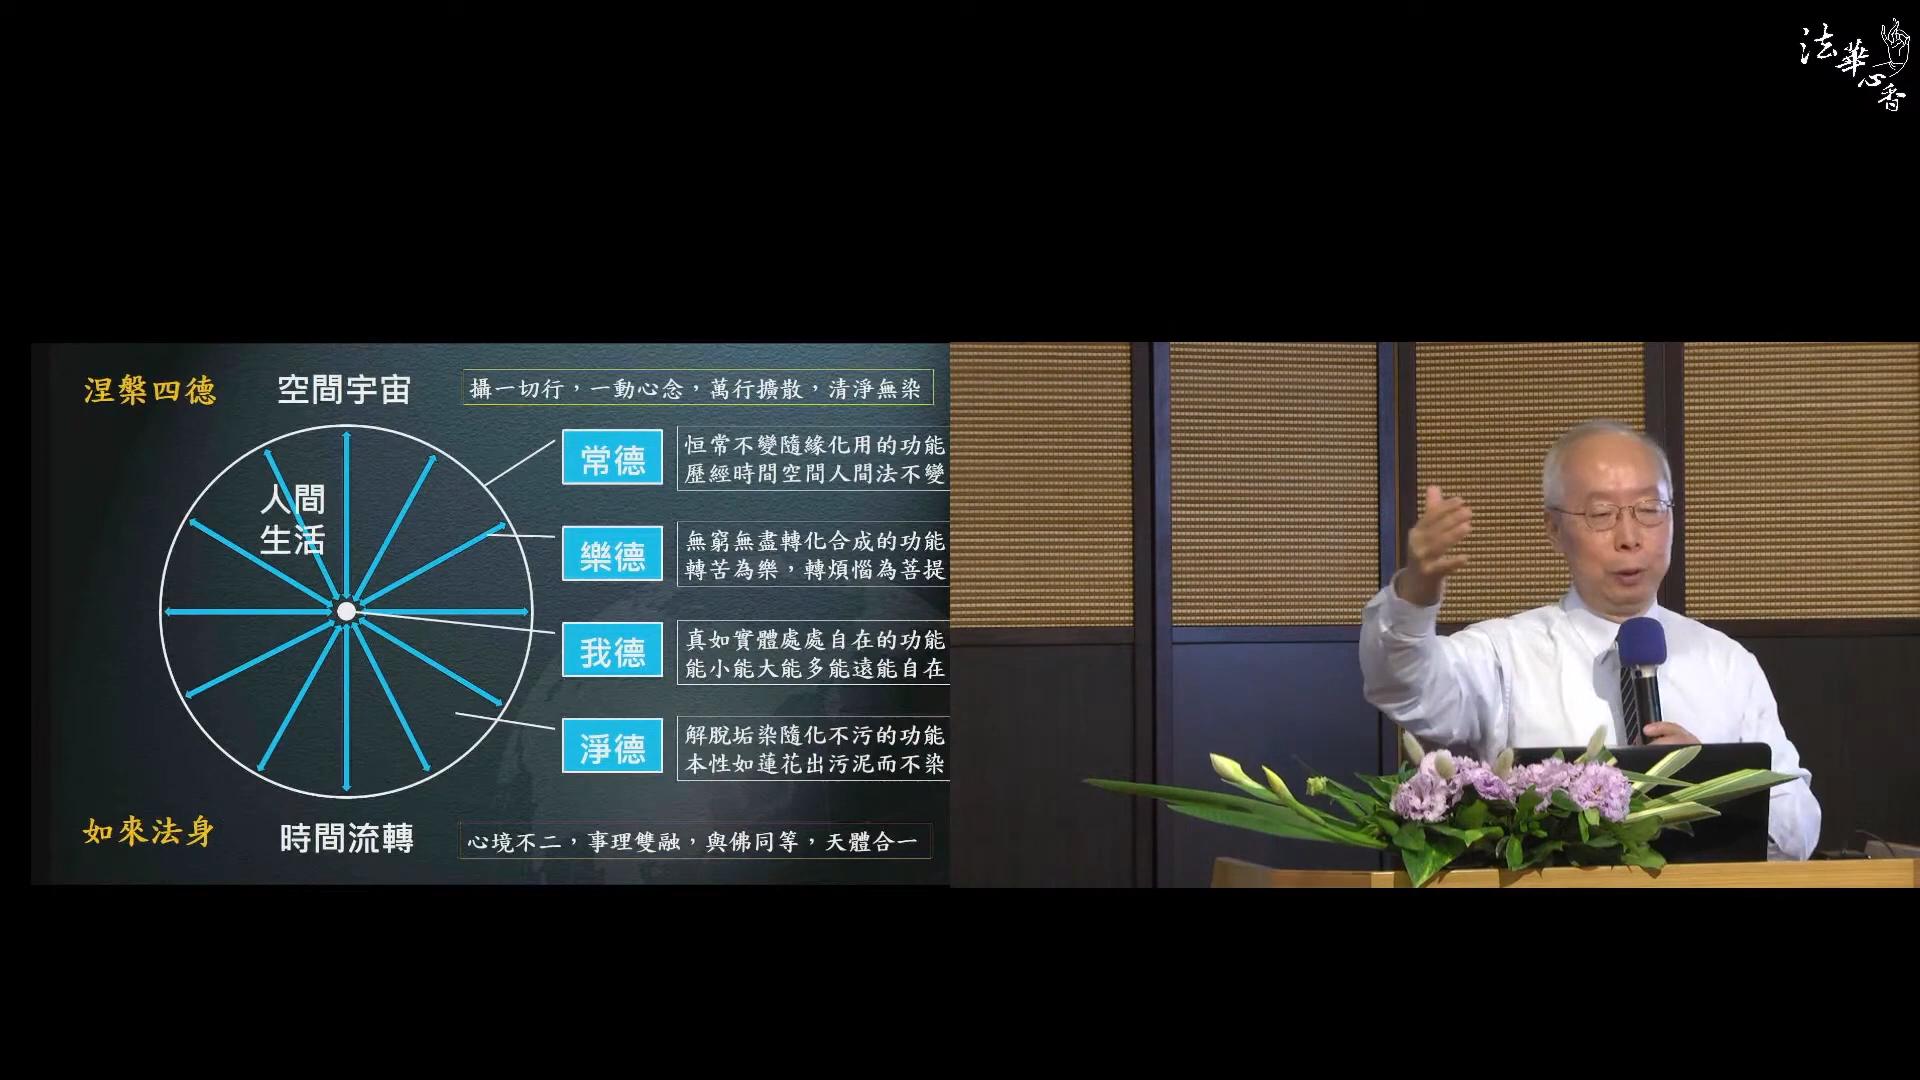 法華心香
涅槃四德
空間宇宙
攝一切行，一動心念，萬行擴散，清淨無染
人間
生活
常德
恒常不變隨緣化用的功能
歷經時間空間人間法不變
樂德
無窮無盡轉化合成的功能
轉苦為樂，轉煩惱為菩提
我德
真如實體處處自在的功能
能小能大能多能遠能自在
淨德
解脫垢染隨化不污的功能
本性如蓮花出污泥而不染
如來法身
時間流轉
心境不二，事理雙融，與佛同等，天體合一